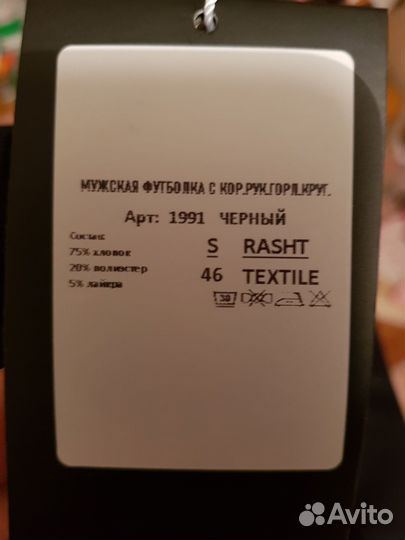 МУЖСКАЯ ФУТБОЛКА С КОР.РУК.ГОРЛ.КРУГ.
Арт: 1991 ЧЕРНЫЙ
Состав:
75% хлопок
20% полиэстер
5% лайкра
S RASHT
46 TEXTILE
30
Avito